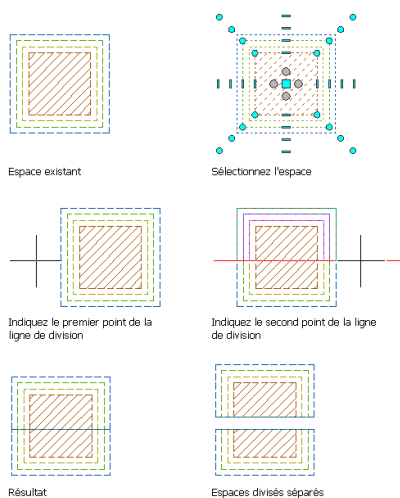 Espace existant
Sélectionnez l'espace
Indiquez le premier point de la
ligne de division
Indiquez le second point de la ligne
de division
Résultat
Espaces divisés séparés